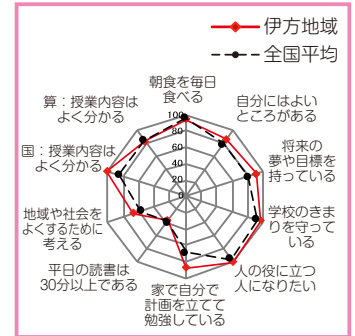 伊方地域
全国平均
朝食を毎日
食べる
自分にはよい
ところがある
将来の
夢や目標を
持っている
学校のきま
りを守って
いる
人の役に立つ
人になりたい
家で自分で
計画を立てて
勉強している
平日の読書は
30分以上である
地域や社会を
よくするために
考える
国：授業内容は
よく分かる
算：授業内容は
よく分かる
100
80
60
40
20
0